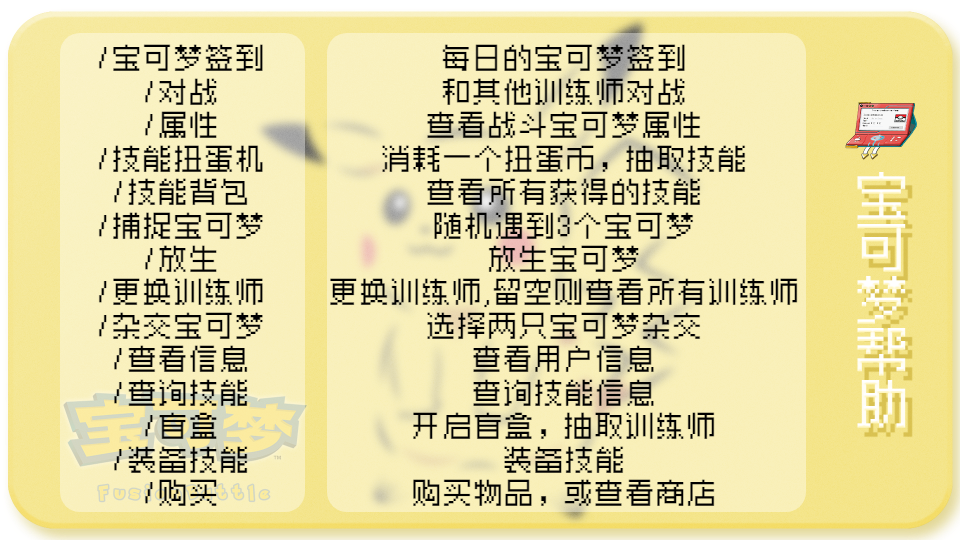 /宝可梦签到 每日的宝可梦签到
/对战 和其他训练师对战
/属性 查看战斗宝可梦属性
/技能扭蛋机 消耗一个扭蛋币，抽取技能
/技能背包 查看所有获得的技能
/捕捉宝可梦 随机遇到3个宝可梦
/放生 放生宝可梦
/更换训练师 更换训练师,留空则查看所有训练师
/杂交宝可梦 选择两只宝可梦杂交
/查看信息 查看用户信息
/查询技能 查询技能信息
/盲盒 开启盲盒，抽取训练师
/装备技能 装备技能
/购买 购买物品，或查看商店
宝可梦帮助
宝可梦